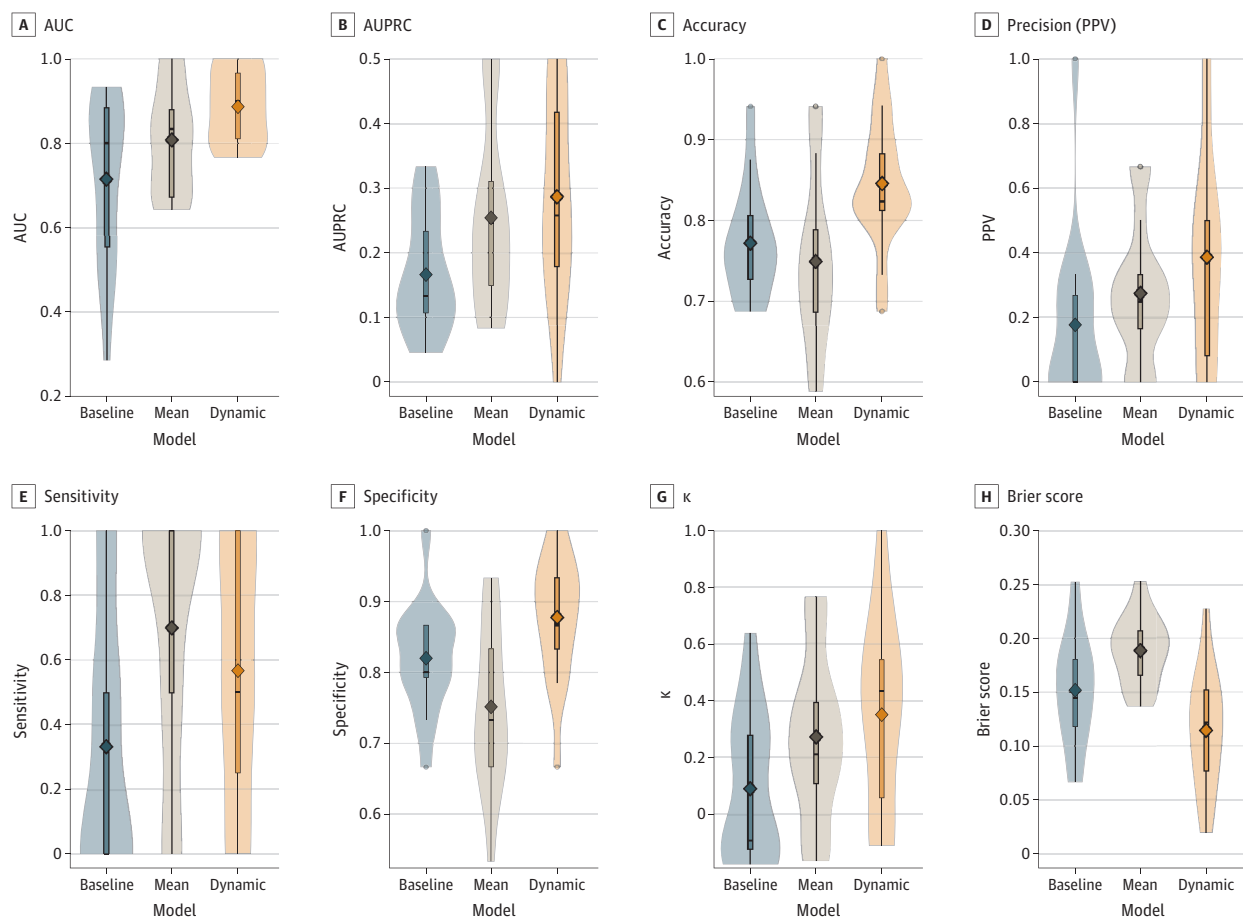 A AUC
1.0
0.8
0.6
0.4
0.2
AUC
Baseline Mean Dynamic
Model
B AUPRC
0.5
0.4
0.3
0.2
0.1
0
AUPRC
Baseline Mean Dynamic
Model
C Accuracy
1.0
0.9
0.8
0.7
0.6
Accuracy
Baseline Mean Dynamic
Model
D Precision (PPV)
1.0
0.8
0.6
0.4
0.2
0
PPV
Baseline Mean Dynamic
Model
E Sensitivity
1.0
0.8
0.6
0.4
0.2
0
Sensitivity
Baseline Mean Dynamic
Model
F Specificity
1.0
0.9
0.8
0.7
0.6
Specificity
Baseline Mean Dynamic
Model
G κ
1.0
0.8
0.6
0.4
0.2
0
κ
Baseline Mean Dynamic
Model
H Brier score
0.30
0.25
0.20
0.15
0.10
0.05
0
Brier score
Baseline Mean Dynamic
Model